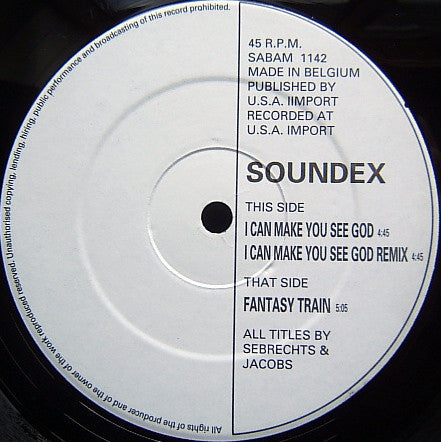 45 R.P.M.
SABAM 1142
MADE IN BELGIUM
PUBLISHED BY
U.S.A. IIMPORT
RECORDED AT
U.S.A. IMPORT
SOUNDEX
THIS SIDE
I CAN MAKE YOU SEE GOD 4:45
I CAN MAKE YOU SEE GOD REMIX 4:45
THAT SIDE
FANTASY TRAIN 5:05
ALL TITLES BY
SEBRECHTS &
JACOBS
All rights of the producer and of the owner of the work reproduced reserved. Unauthorised copying, lending, hiring, public performance and broadcasting of this record prohibited.